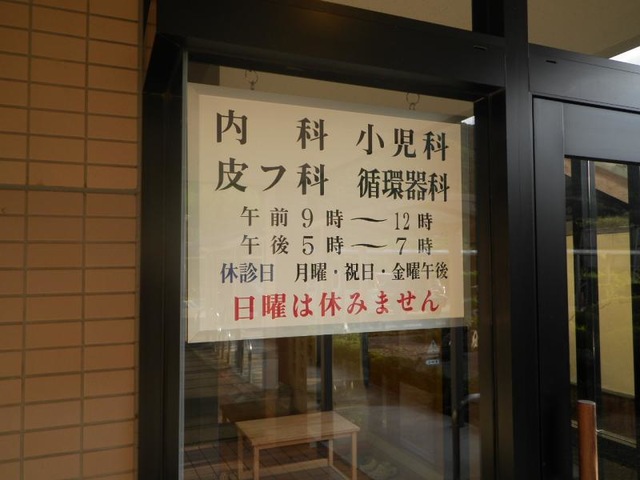 内科 小児科
皮フ科 循環器科
午前9時〜12時
午後5時〜7時
休診日 月曜・祝日・金曜午後
日曜は休みません